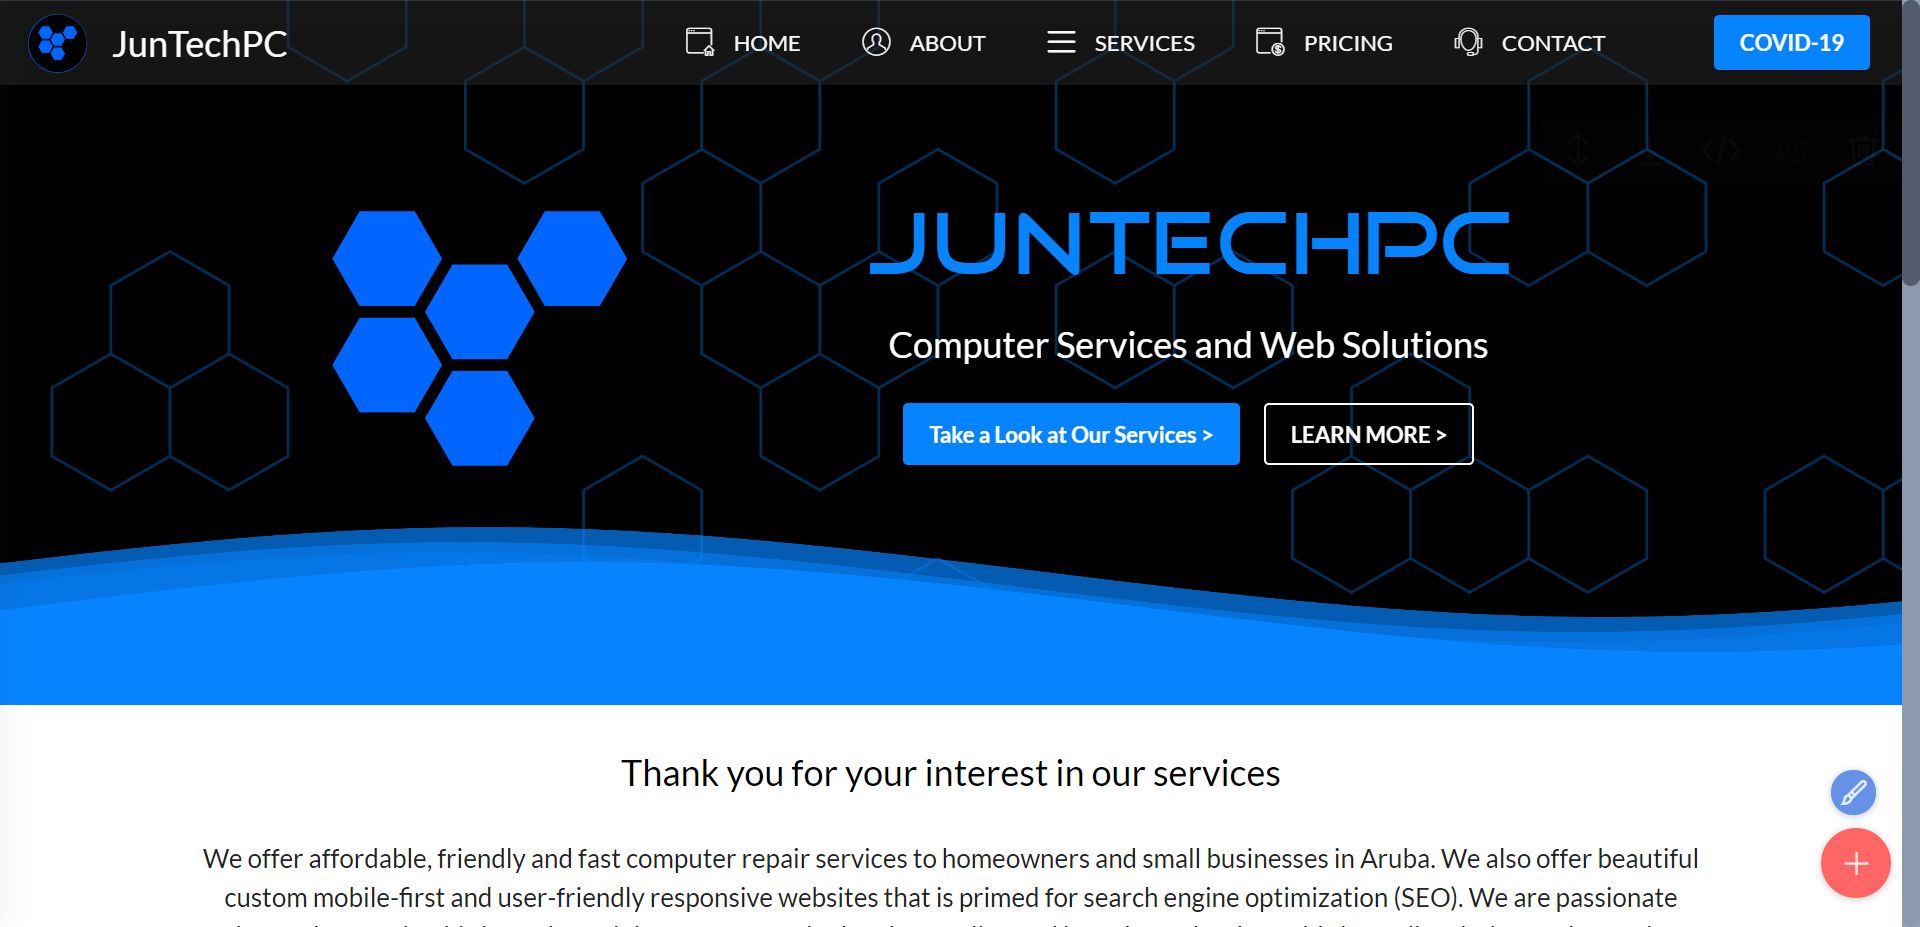 JunTechPC
HOME
ABOUT
SERVICES
PRICING
CONTACT
COVID-19
JUNTECHPC
Computer Services and Web Solutions
Take a Look at Our Services >
LEARN MORE >
Thank you for your interest in our services
We offer affordable, friendly and fast computer repair services to homeowners and small businesses in Aruba. We also offer beautiful
custom mobile-first and user-friendly responsive websites that is primed for search engine optimization (SEO). We are passionate